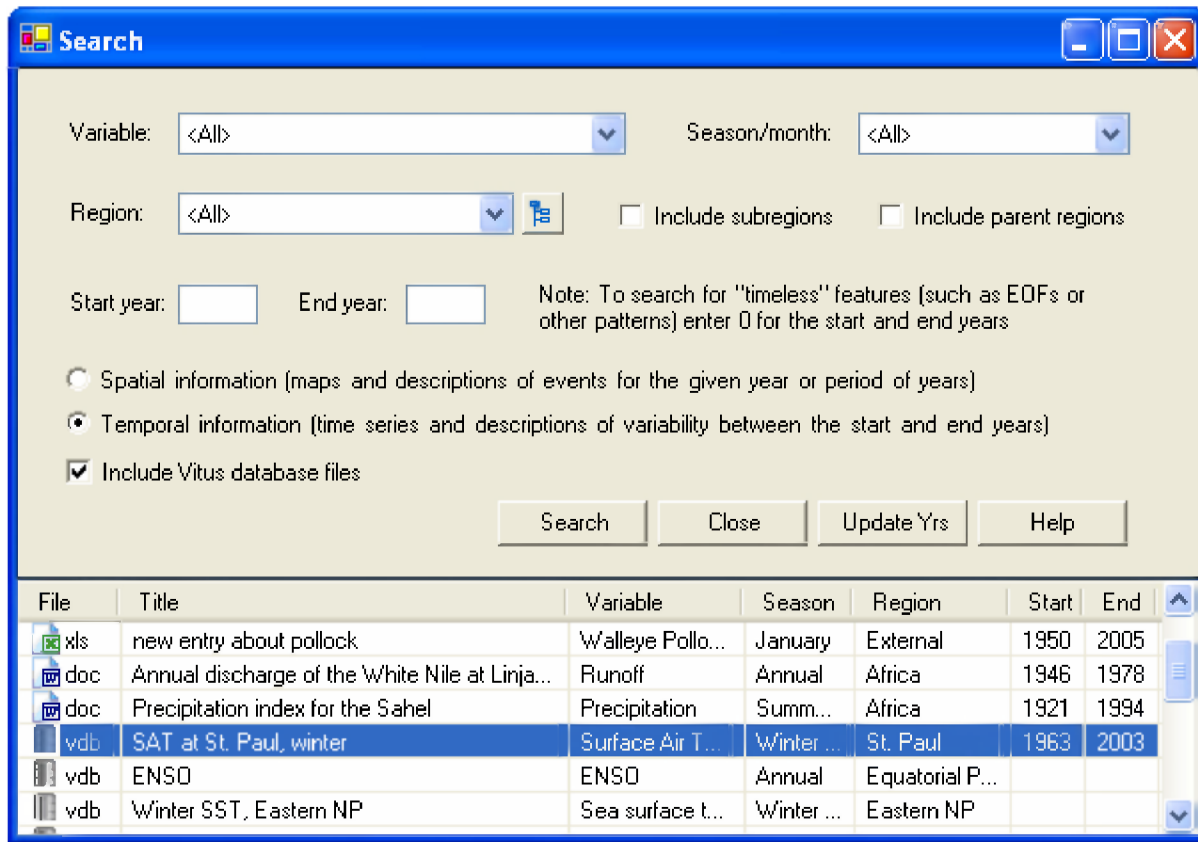 Search
Variable: <All> Season/month: <All>
Region: <All> Include subregions Include parent regions
Start year: End year: Note: To search for "timeless" features (such as EOFs or
other patterns) enter 0 for the start and end years
Spatial information (maps and descriptions of events for the given year or period of years)
Temporal information (time series and descriptions of variability between the start and end years)
Include Vitus database files
Search Close Update Yrs Help
File Title Variable Season Region Start End
xls new entry about pollock Walleye Pollo... January External 1950 2005
doc Annual discharge of the White Nile at Linja... Runoff Annual Africa 1946 1978
doc Precipitation index for the Sahel Precipitation Summ... Africa 1921 1994
vdb SAT at St. Paul, winter Surface Air T... Winter ... St. Paul 1963 2003
vdb ENSO ENSO Annual Equatorial P...
vdb Winter SST, Eastern NP Sea surface t... Winter ... Eastern NP